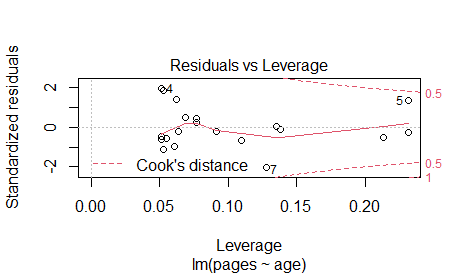 Residuals vs Leverage
Standardized residuals
2
0
-2
4
5
7
0.5
0.5
1
Cook's distance
0.00
0.05
0.10
0.15
0.20
Leverage
lm(pages ~ age)